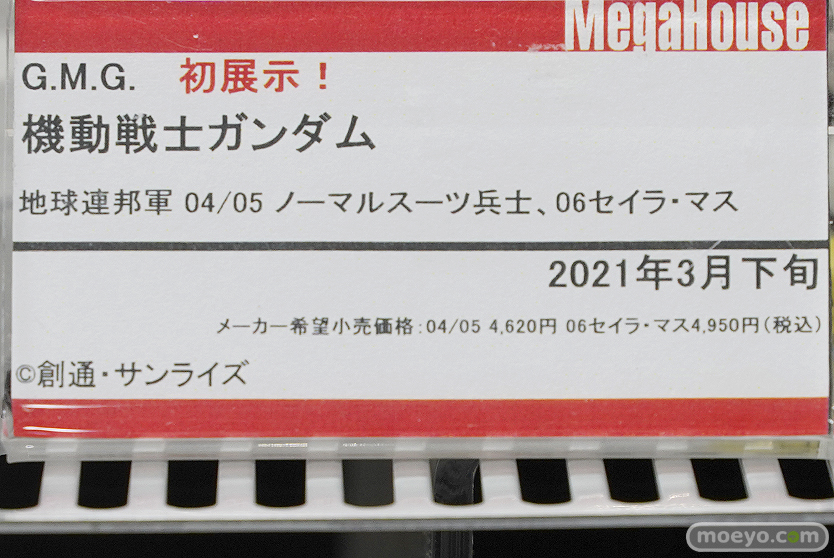 MegaHouse
G.M.G. 初展示！
機動戦士ガンダム
地球連邦軍 04/05 ノーマルスーツ兵士、06セイラ・マス
2021年3月下旬
メーカー希望小売価格：04/05 4,620円 06セイラ・マス4,950円（税込）
©創通・サンライズ
moeyo.com